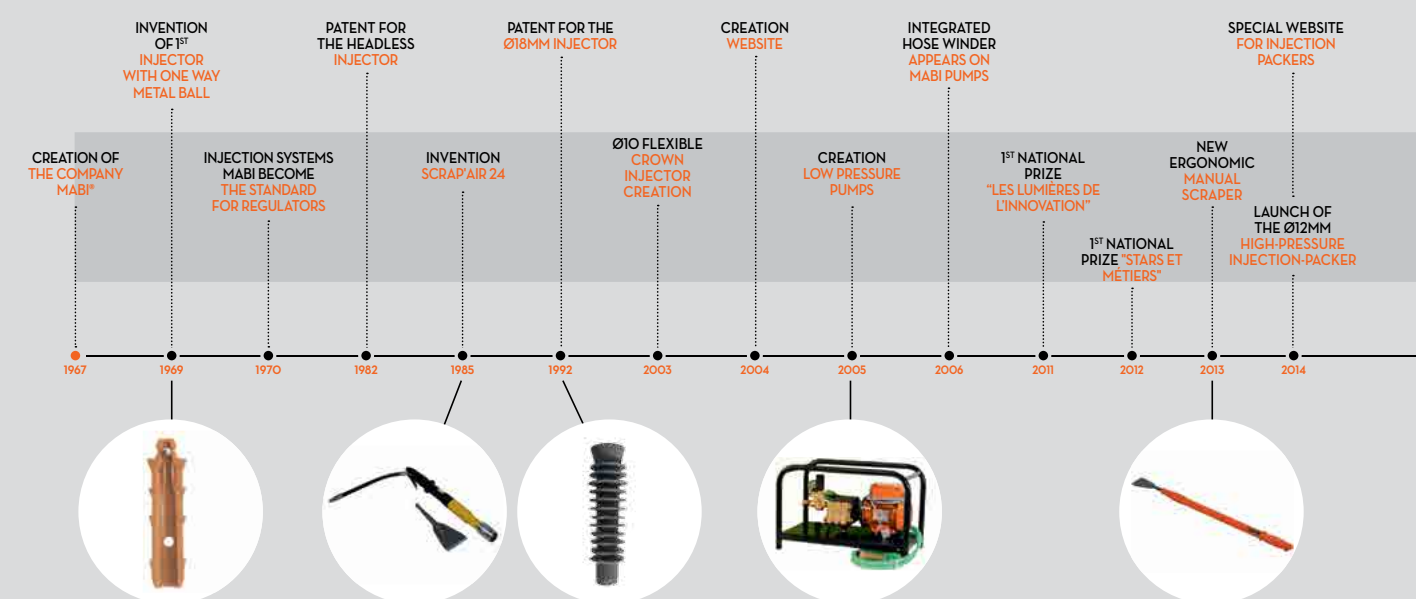 INVENTION
OF 1ST
INJECTOR
WITH ONE WAY
METAL BALL
PATENT FOR
THE HEADLESS
INJECTOR
PATENT FOR THE
Ø18MM INJECTOR
CREATION
WEBSITE
INTEGRATED
HOSE WINDER
APPEARS ON
MABI PUMPS
SPECIAL WEBSITE
FOR INJECTION
PACKERS
CREATION OF
THE COMPANY
MABI®
INJECTION SYSTEMS
MABI BECOME
THE STANDARD
FOR REGULATORS
INVENTION
SCRAP'AIR 24
Ø10 FLEXIBLE
CROWN
INJECTOR
CREATION
CREATION
LOW PRESSURE
PUMPS
1ST NATIONAL
PRIZE
"LES LUMIÈRES DE
L'INNOVATION"
1ST NATIONAL
PRIZE "STARS ET
MÉTIERS"
NEW
ERGONOMIC
MANUAL
SCRAPER
LAUNCH OF
THE Ø12MM
HIGH-PRESSURE
INJECTION-PACKER
1967
1969
1970
1982
1985
1992
2003
2004
2005
2006
2011
2012
2013
2014